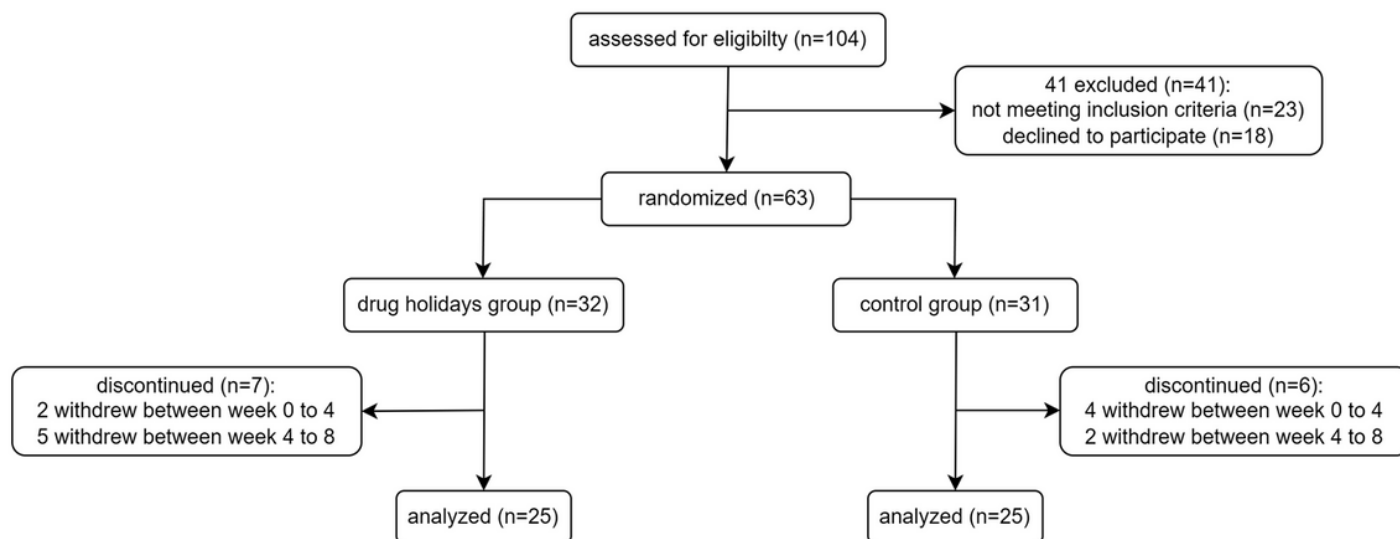 assessed for eligibilty (n=104)
41 excluded (n=41):
not meeting inclusion criteria (n=23)
declined to participate (n=18)
randomized (n=63)
drug holidays group (n=32)
control group (n=31)
discontinued (n=7):
2 withdrew between week 0 to 4
5 withdrew between week 4 to 8
discontinued (n=6):
4 withdrew between week 0 to 4
2 withdrew between week 4 to 8
analyzed (n=25)
analyzed (n=25)